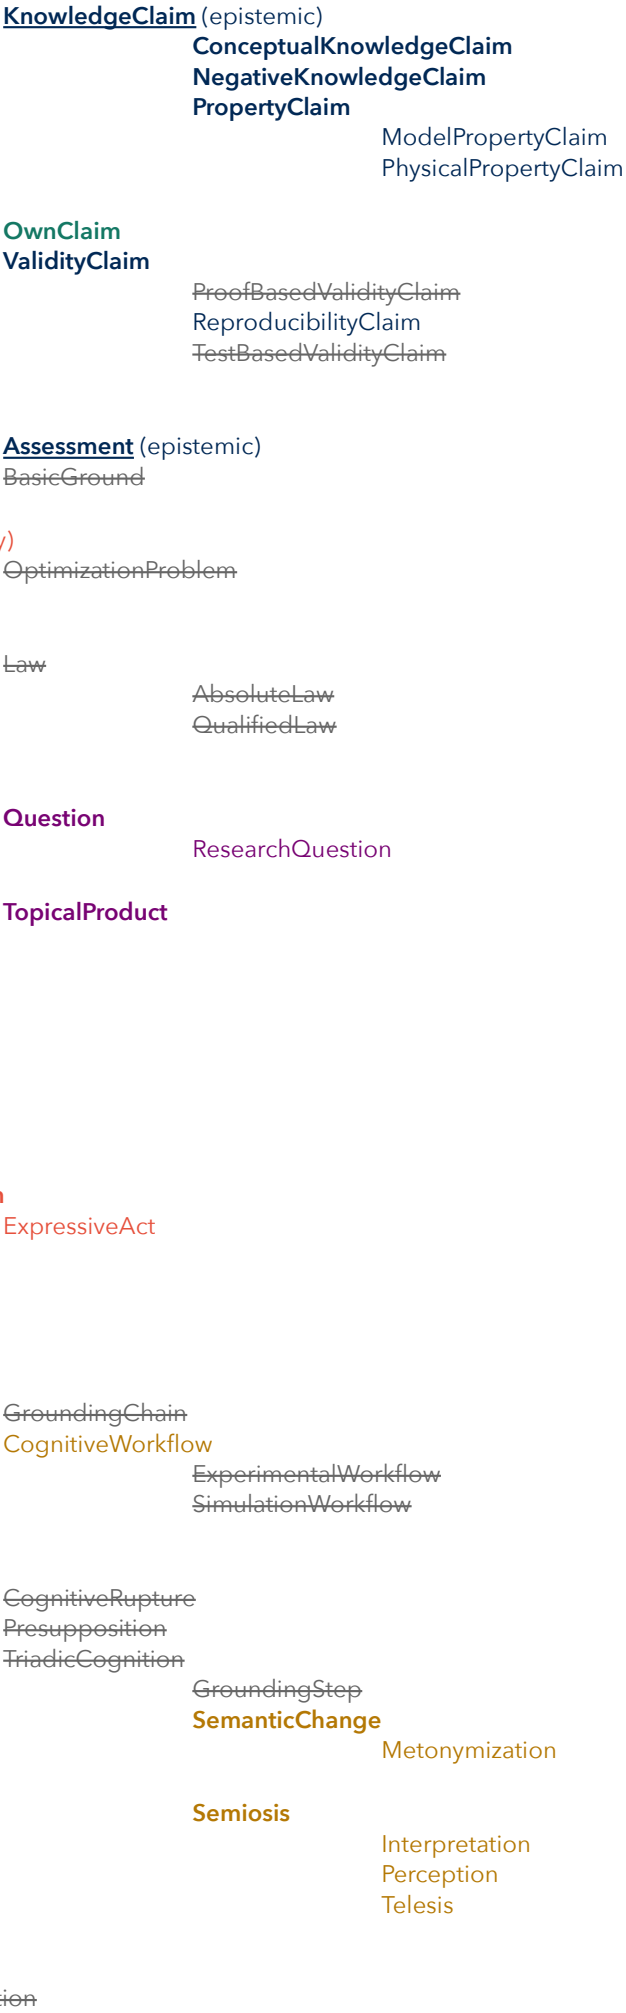 KnowledgeClaim (epistemic)
ConceptualKnowledgeClaim
NegativeKnowledgeClaim
PropertyClaim
ModelPropertyClaim
PhysicalPropertyClaim
OwnClaim
ValidityClaim
ProofBasedValidityClaim
ReproducibilityClaim
TestBasedValidityClaim
Assessment (epistemic)
BasicGround
OptimizationProblem
Law
AbsoluteLaw
QualifiedLaw
Question
ResearchQuestion
TopicalProduct
ExpressiveAct
GroundingChain
CognitiveWorkflow
ExperimentalWorkflow
SimulationWorkflow
CognitiveRupture
Presupposition
TriadicCognition
GroundingStep
SemanticChange
Metonymization
Semiosis
Interpretation
Perception
Telesis